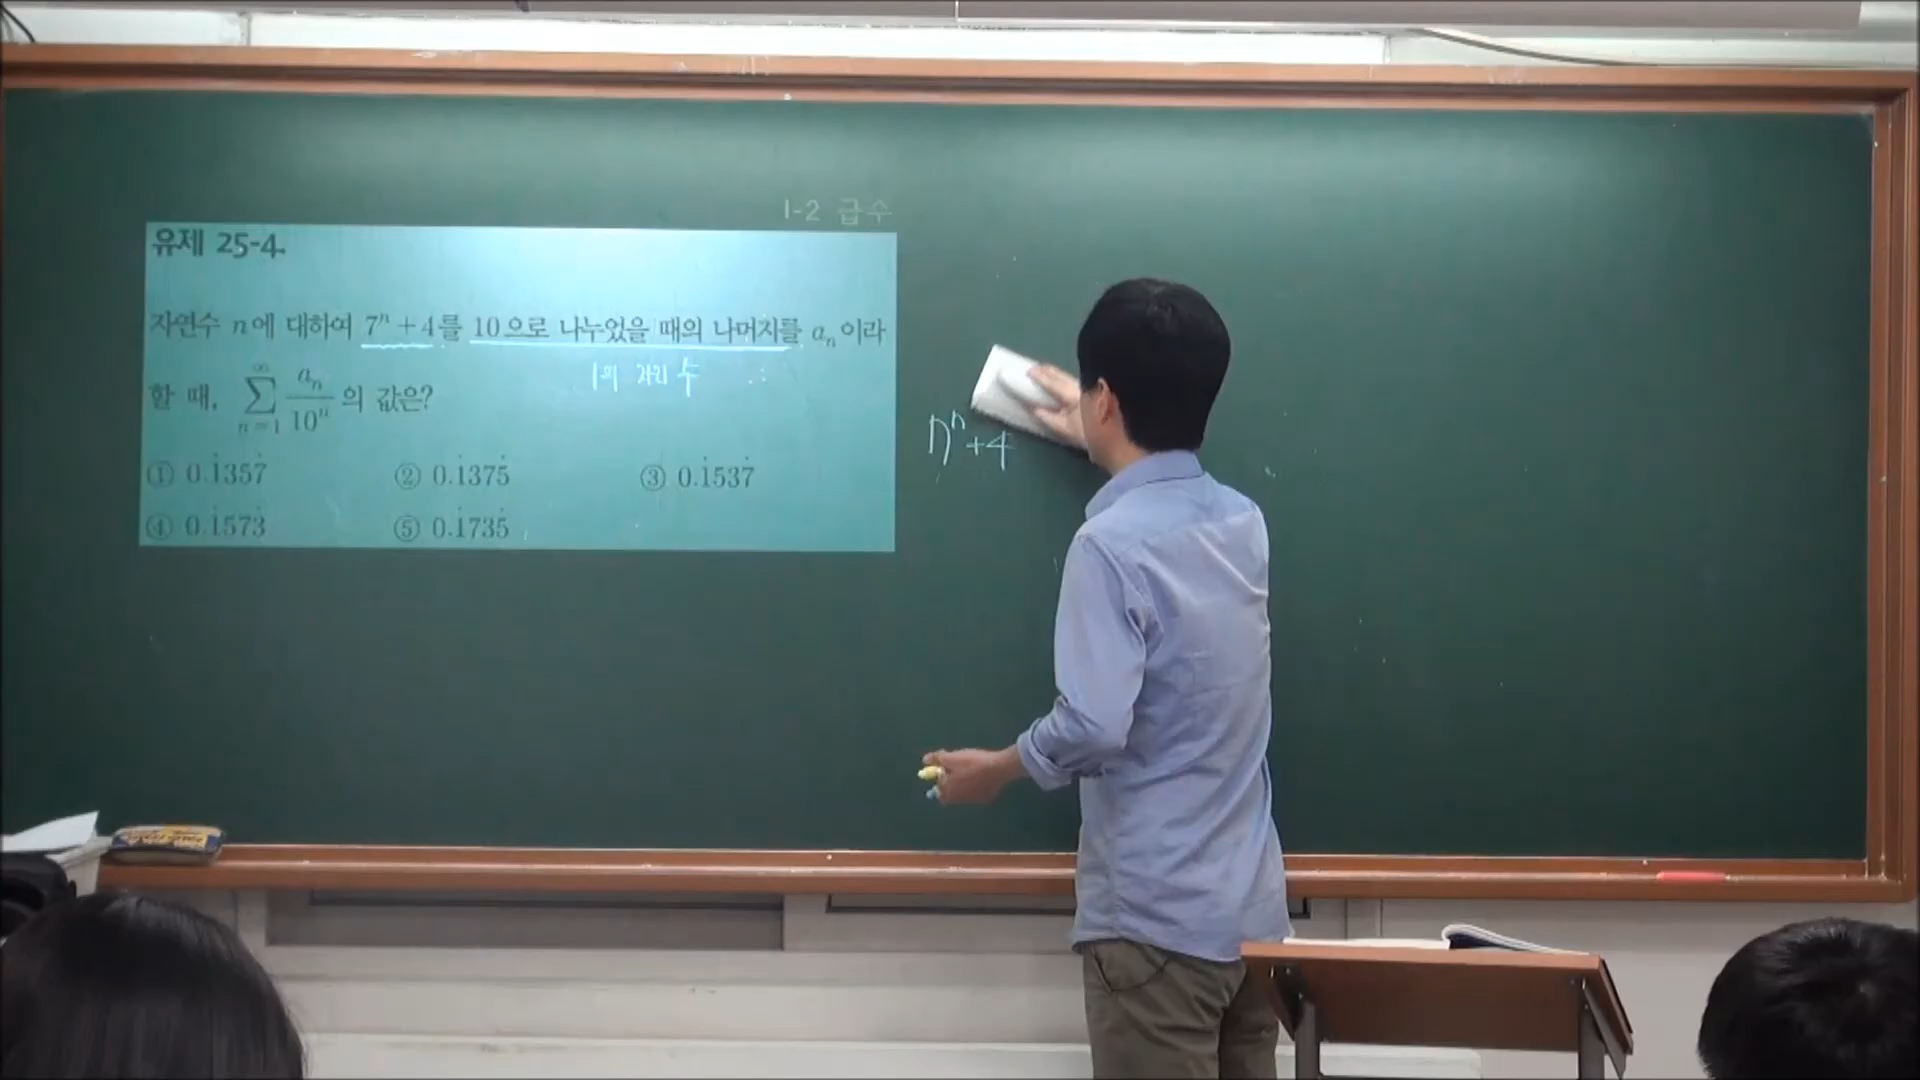 I-2 급수
유제 25-4.
자연수 n에 대하여 7ⁿ+4를 10으로 나누었을 때의 나머지를 aₙ이라
1의 자리 수
할 때, ∑_{n=1}^{∞} aₙ/10ⁿ 의 값은?
7ⁿ+4
① 0.1̇357̇ ② 0.1̇375̇ ③ 0.1̇537̇
④ 0.1̇573̇ ⑤ 0.1̇735̇